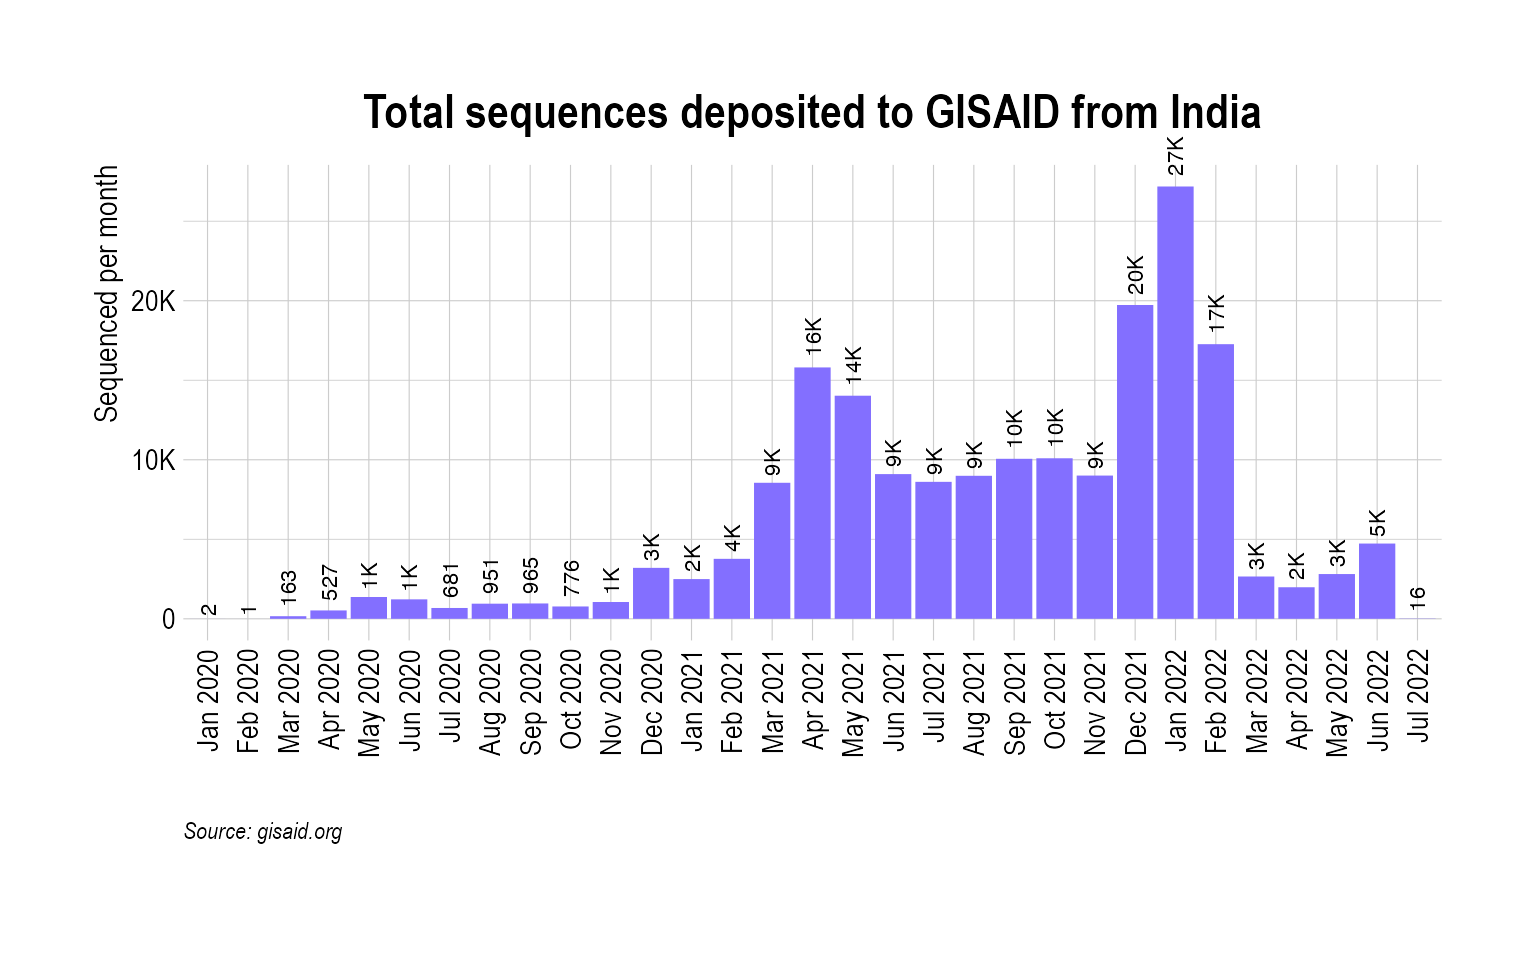 Total sequences deposited to GISAID from India
Sequenced per month
20K
10K
0
2
1
163
527
1K
1K
681
951
965
776
1K
3K
2K
4K
9K
16K
14K
9K
9K
9K
10K
10K
9K
20K
27K
17K
3K
2K
3K
5K
16
Jan 2020
Feb 2020
Mar 2020
Apr 2020
May 2020
Jun 2020
Jul 2020
Aug 2020
Sep 2020
Oct 2020
Nov 2020
Dec 2020
Jan 2021
Feb 2021
Mar 2021
Apr 2021
May 2021
Jun 2021
Jul 2021
Aug 2021
Sep 2021
Oct 2021
Nov 2021
Dec 2021
Jan 2022
Feb 2022
Mar 2022
Apr 2022
May 2022
Jun 2022
Jul 2022
Source: gisaid.org